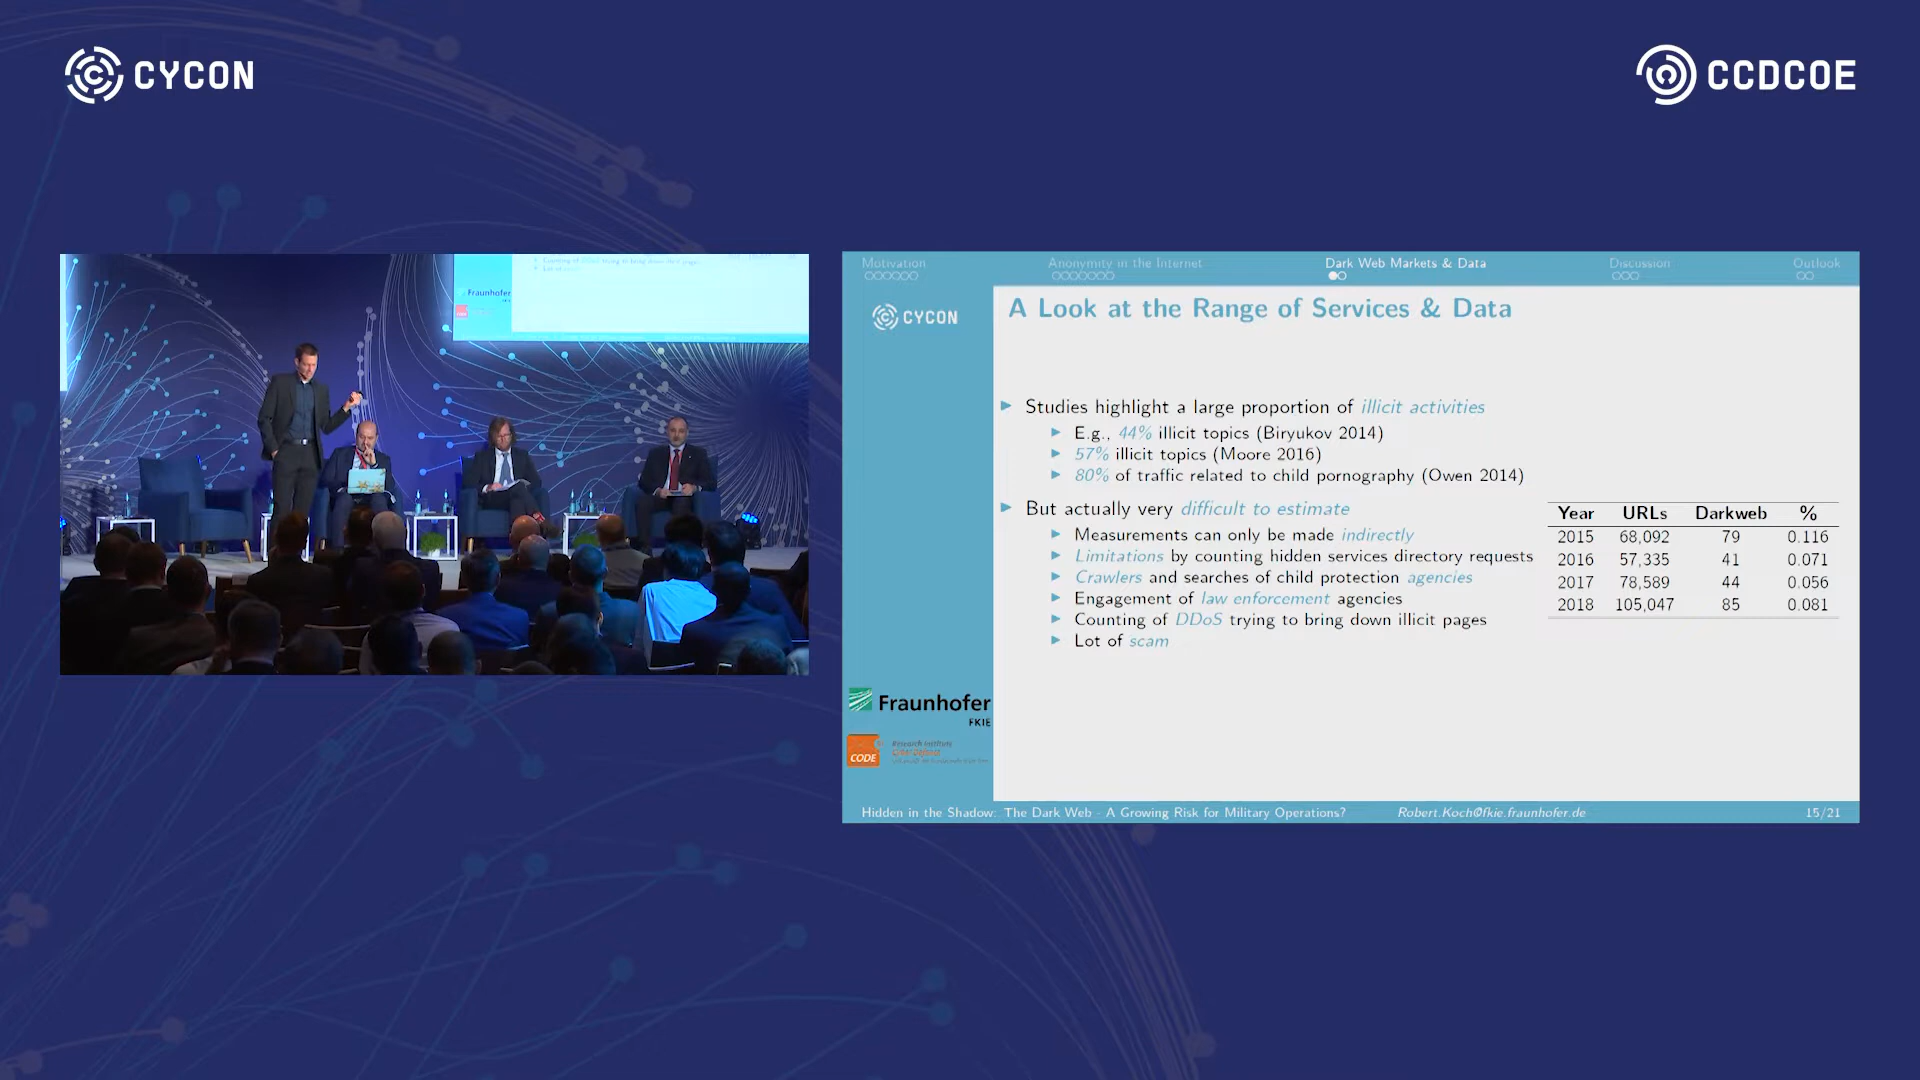 CYCON
CCDCOE
Motivation
Anonymity in the Internet
Dark Web Markets & Data
Discussion
Outlook
CYCON
A Look at the Range of Services & Data
Studies highlight a large proportion of illicit activities
E.g., 44% illicit topics (Biryukov 2014)
57% illicit topics (Moore 2016)
80% of traffic related to child pornography (Owen 2014)
But actually very difficult to estimate
Measurements can only be made indirectly
Limitations by counting hidden services directory requests
Crawlers and searches of child protection agencies
Engagement of law enforcement agencies
Counting of DDoS trying to bring down illicit pages
Lot of scam
Year URLs Darkweb %
2015 68,092 79 0.116
2016 57,335 41 0.071
2017 78,589 44 0.056
2018 105,047 85 0.081
Fraunhofer
FKIE
CODE
Research Institute
Hidden in the Shadow: The Dark Web - A Growing Risk for Military Operations?
Robert.Koch@fkie.fraunhofer.de
15/21
Fraunhofer